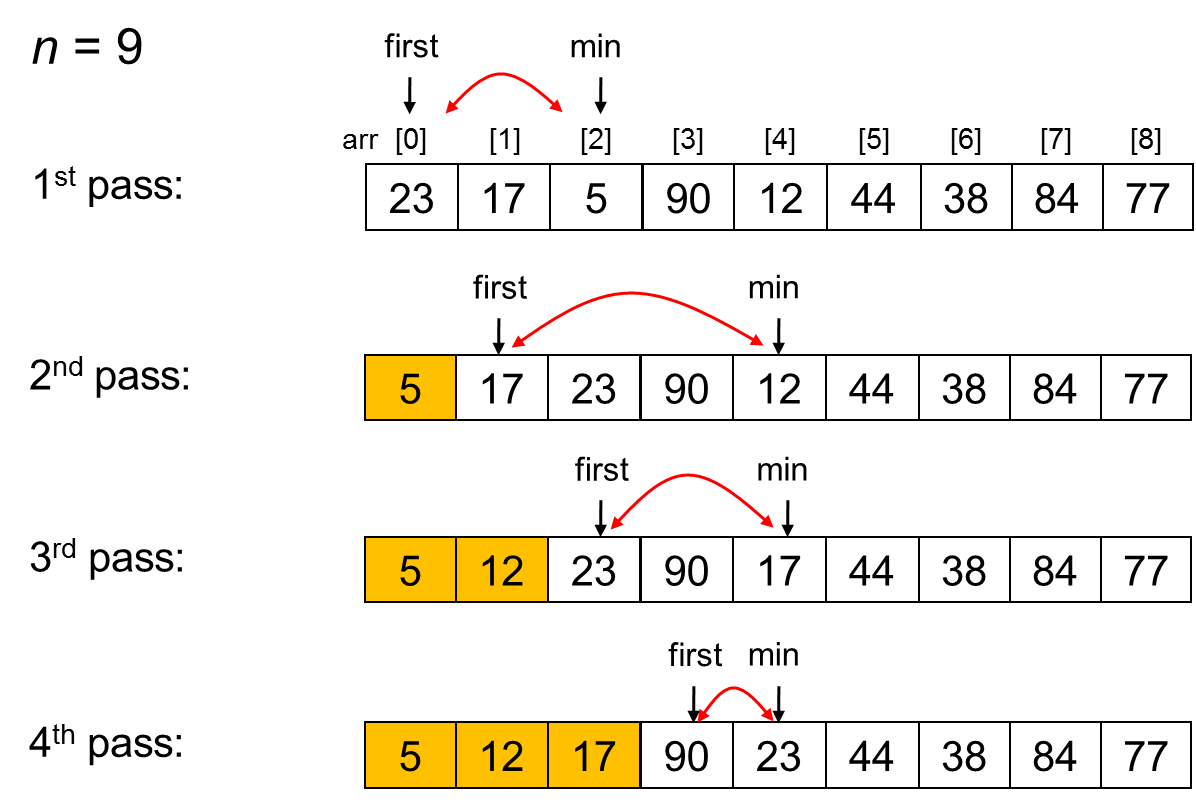 n = 9
first min
arr [0] [1] [2] [3] [4] [5] [6] [7] [8]
1st pass: 23 17 5 90 12 44 38 84 77
first min
2nd pass: 5 17 23 90 12 44 38 84 77
first min
3rd pass: 5 12 23 90 17 44 38 84 77
first min
4th pass: 5 12 17 90 23 44 38 84 77